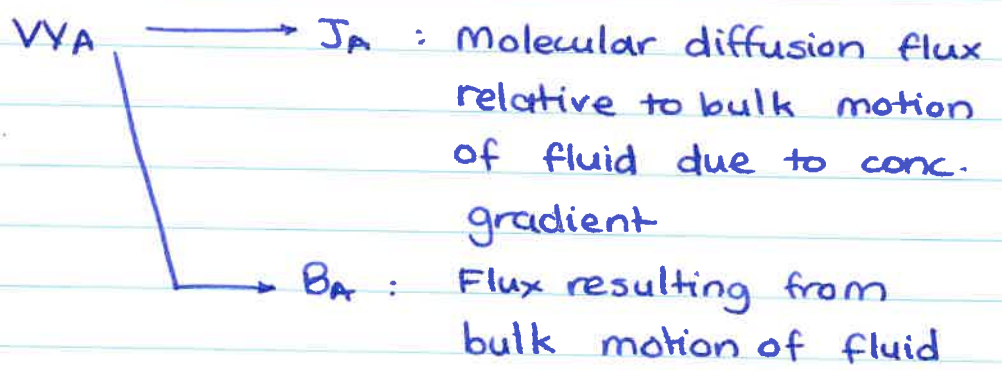 VYA → JA : Molecular diffusion flux
relative to bulk motion
of fluid due to conc.
gradient
→ BA : Flux resulting from
bulk motion of fluid